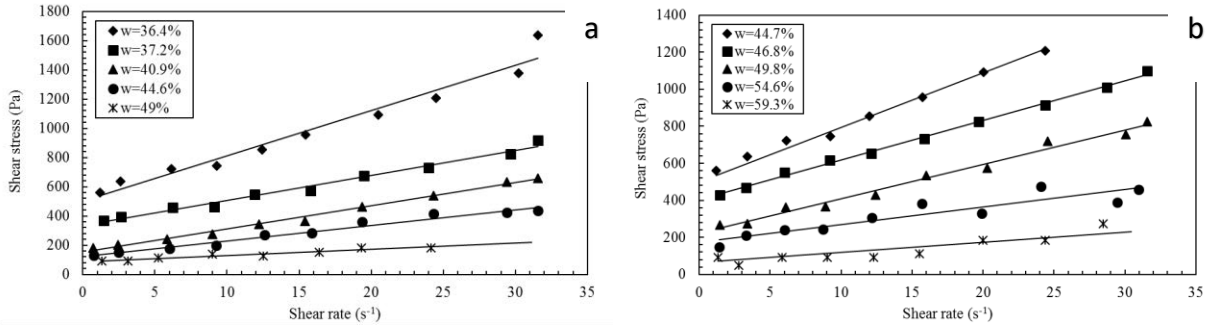 a
1800
1600
1400
1200
1000
800
600
400
200
0
w=36.4%
w=37.2%
w=40.9%
w=44.6%
w=49%
Shear stress (Pa)
0 5 10 15 20 25 30 35
Shear rate (s⁻¹)
b
1400
1200
1000
800
600
400
200
0
w=44.7%
w=46.8%
w=49.8%
w=54.6%
w=59.3%
Shear stress (Pa)
0 5 10 15 20 25 30 35
Shear rate (s⁻¹)